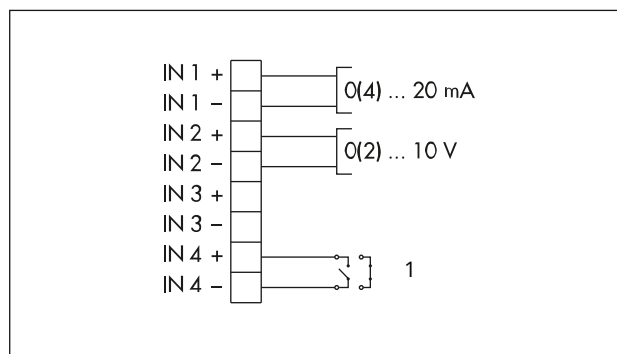 IN 1 +
IN 1 –
0(4) ... 20 mA
IN 2 +
IN 2 –
0(2) ... 10 V
IN 3 +
IN 3 –
IN 4 +
IN 4 –
1